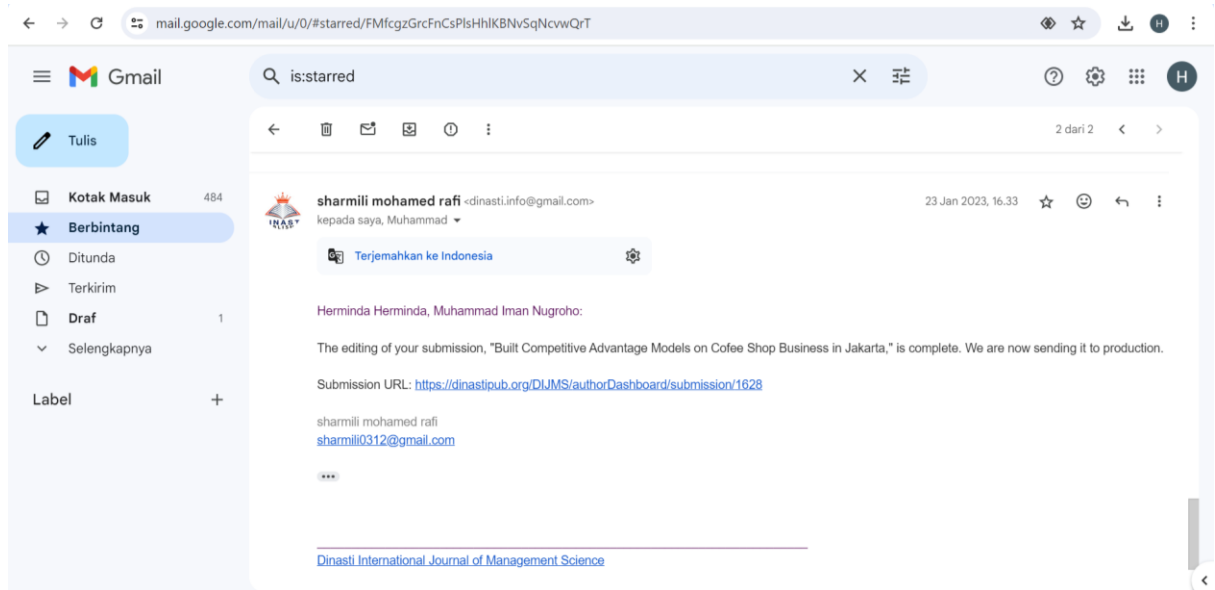 mail.google.com/mail/u/0/#starred/FMfcgzGrcFnCsPlsHhlKBNvSqNcvwQrT
H
Gmail
is:starred
H
Tulis
2 dari 2
Kotak Masuk 484
Berbintang
Ditunda
Terkirim
Draf 1
Selengkapnya
Label
INAST
sharmili mohamed rafi <dinasti.info@gmail.com>
23 Jan 2023, 16.33
kepada saya, Muhammad
Terjemahkan ke Indonesia
Herminda Herminda, Muhammad Iman Nugroho:
The editing of your submission, "Built Competitive Advantage Models on Cofee Shop Business in Jakarta," is complete. We are now sending it to production.
Submission URL: https://dinastipub.org/DIJMS/authorDashboard/submission/1628
sharmili mohamed rafi
sharmili0312@gmail.com
Dinasti International Journal of Management Science